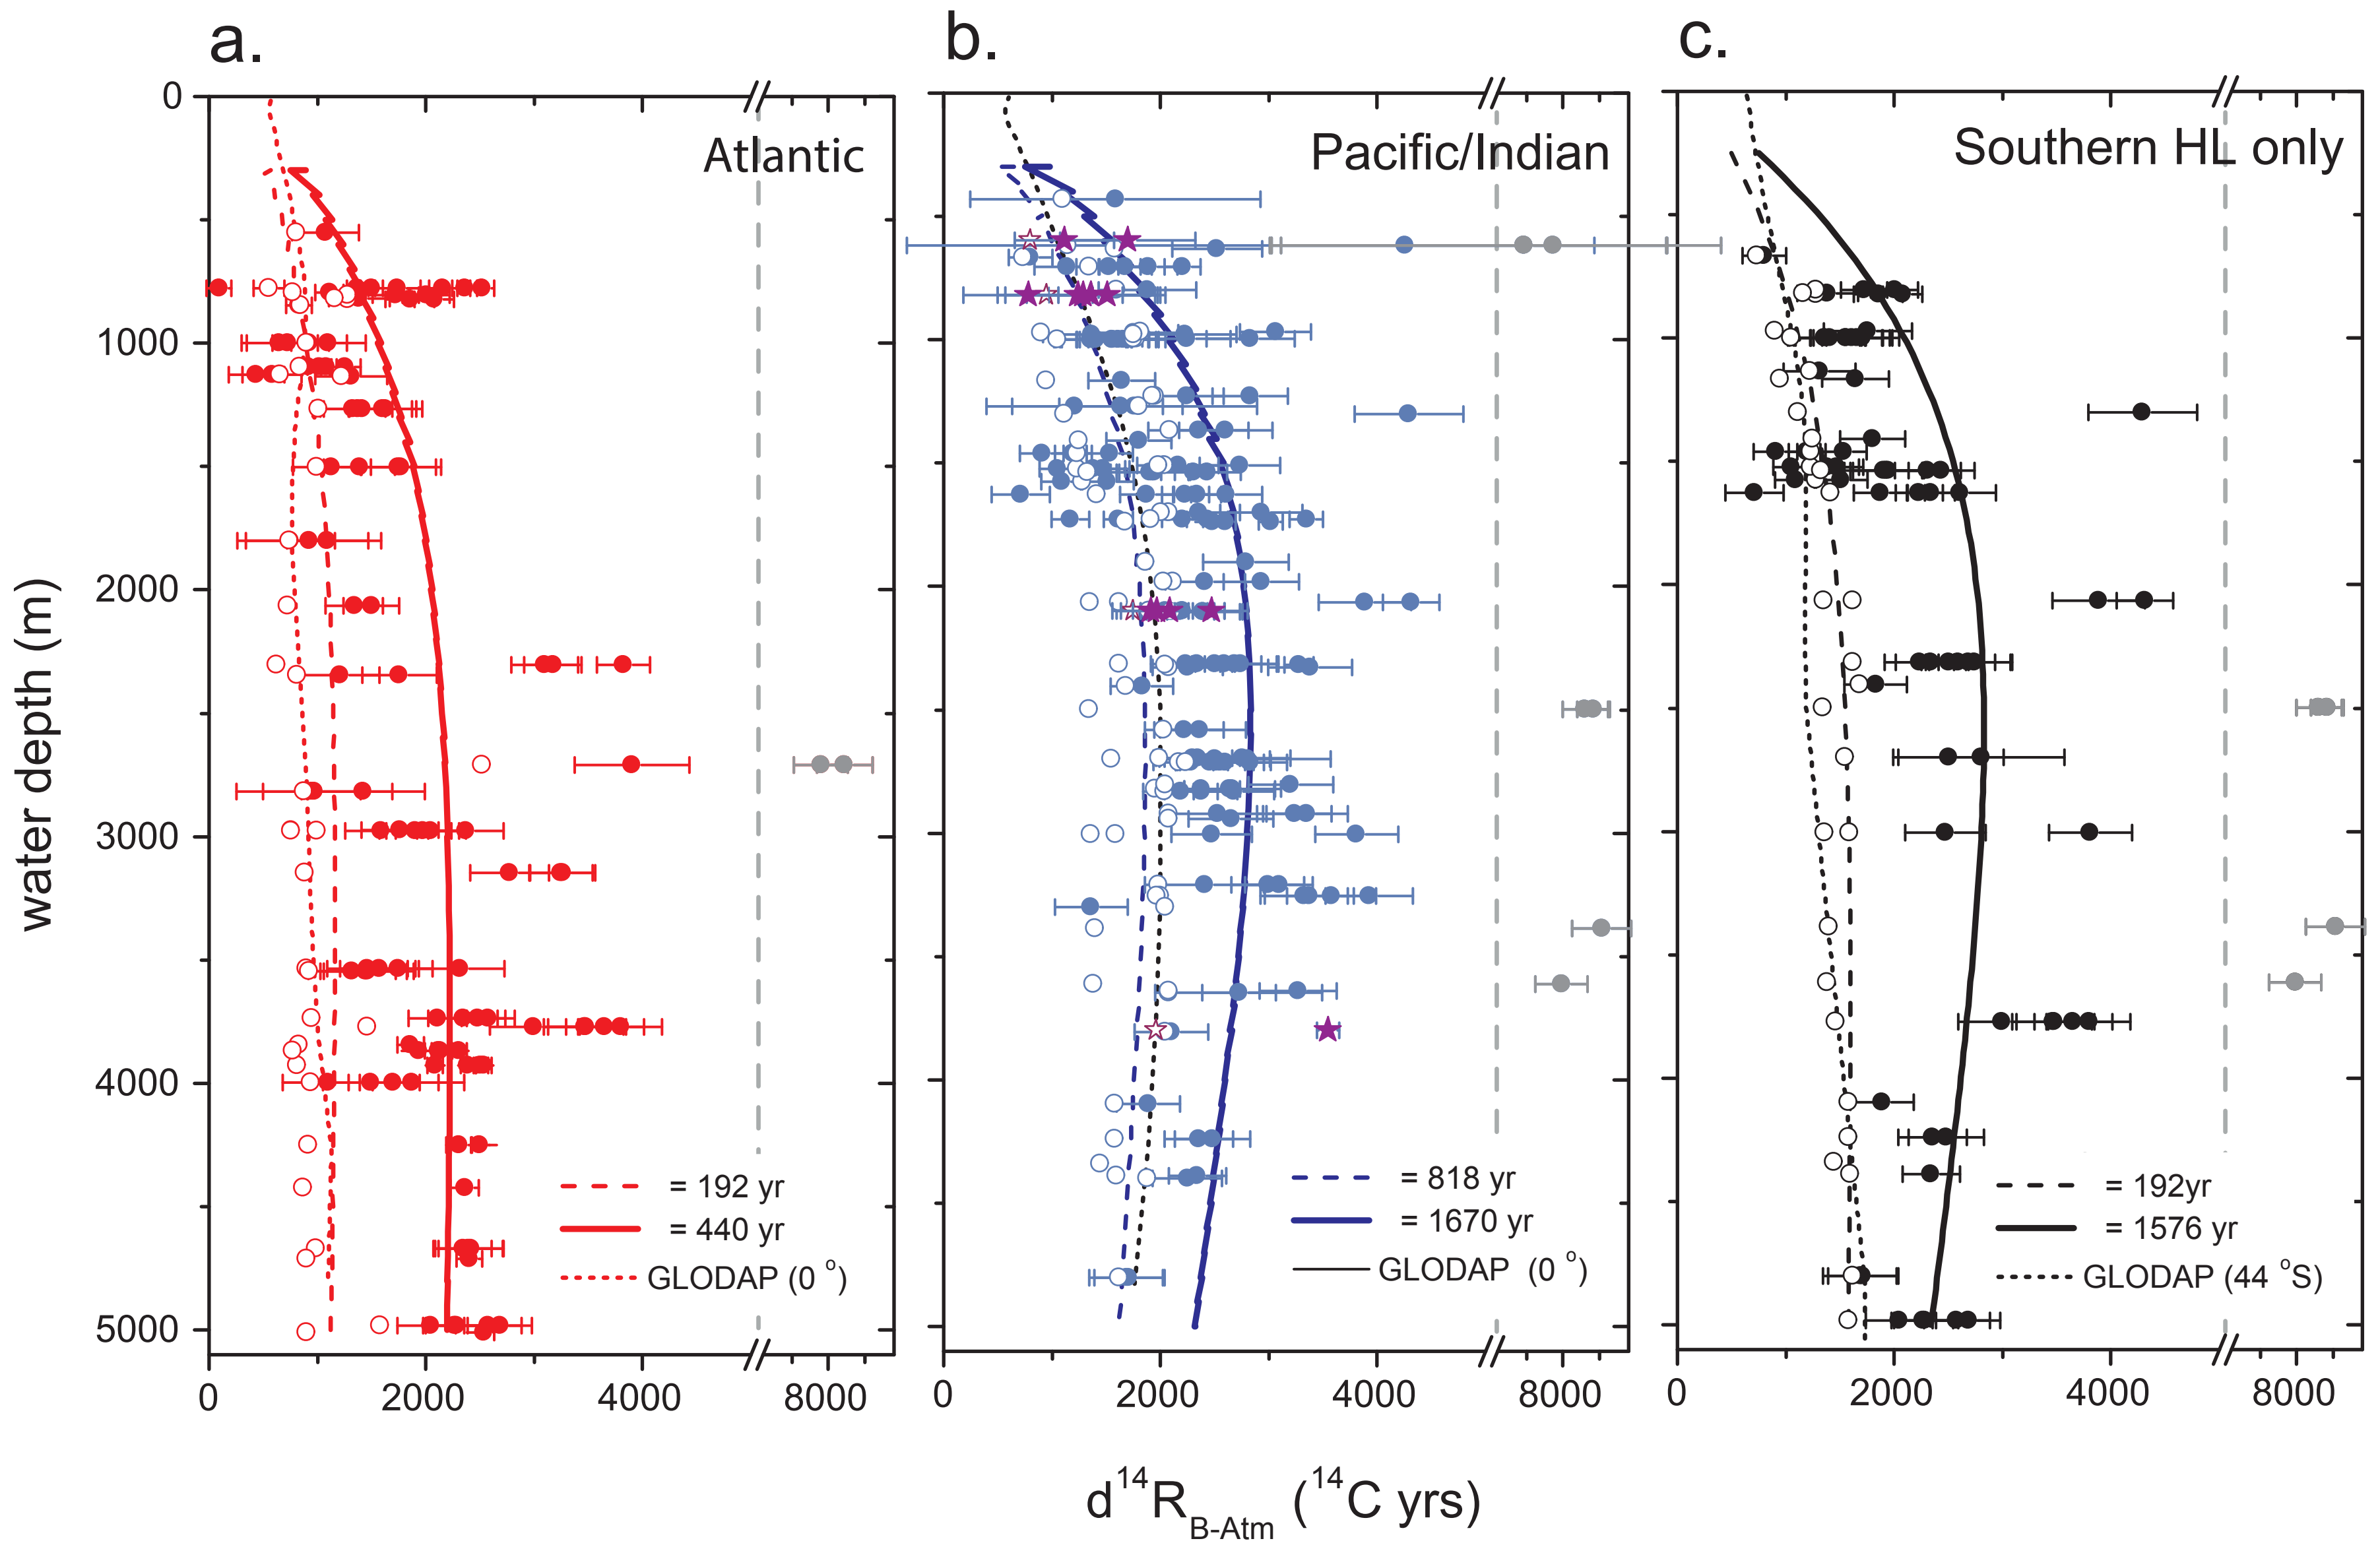 a.
b.
c.
Atlantic
Pacific/Indian
Southern HL only
0
1000
2000
3000
4000
5000
water depth (m)
= 192 yr
= 440 yr
GLODAP (0 º)
= 818 yr
= 1670 yr
GLODAP (0 º)
= 192yr
= 1576 yr
GLODAP (44 ºS)
0 2000 4000 8000
0 2000 4000 8000
0 2000 4000 8000
d¹⁴R_B-Atm (¹⁴C yrs)